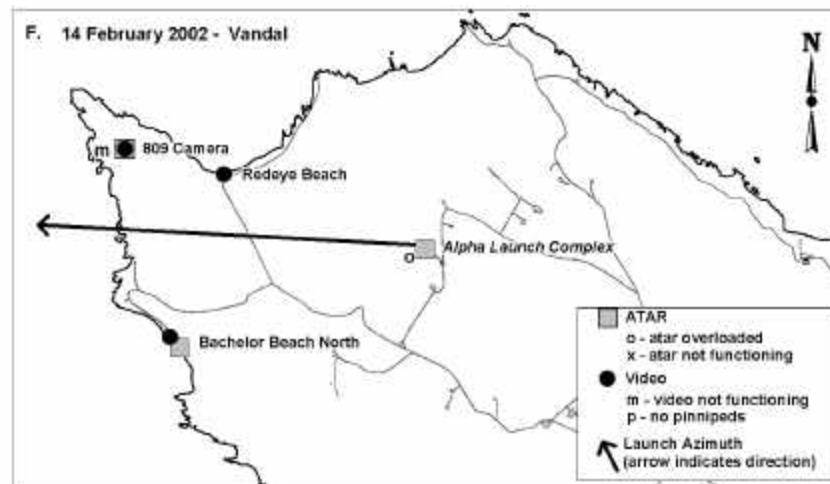 F. 14 February 2002 - Vandal
N
m 809 Camera
Redeye Beach
Alpha Launch Complex
o
Bachelor Beach North
ATAR
o - atar overloaded
x - atar not functioning
Video
m - video not functioning
p - no pinnipeds
Launch Azimuth
(arrow indicates direction)